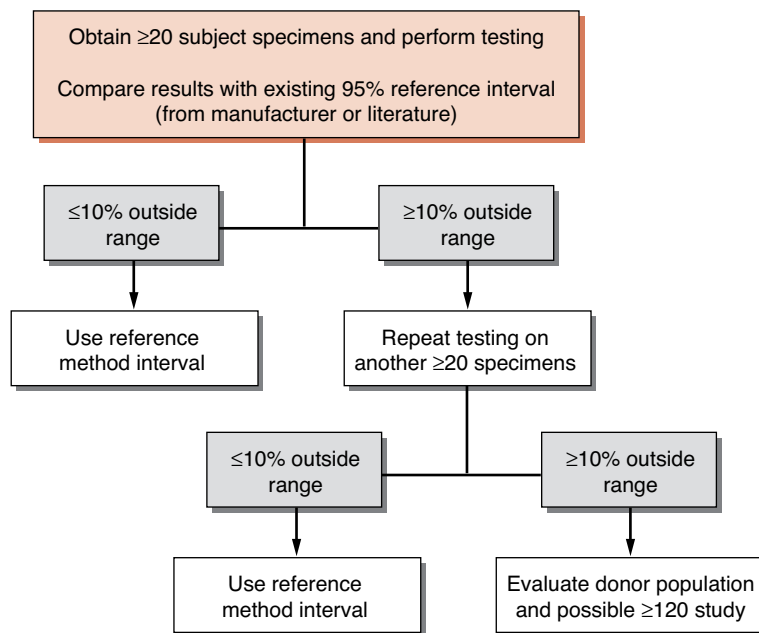 Obtain ≥20 subject specimens and perform testing
Compare results with existing 95% reference interval
(from manufacturer or literature)
≤10% outside
range
≥10% outside
range
Use reference
method interval
Repeat testing on
another ≥20 specimens
≤10% outside
range
≥10% outside
range
Use reference
method interval
Evaluate donor population
and possible ≥120 study